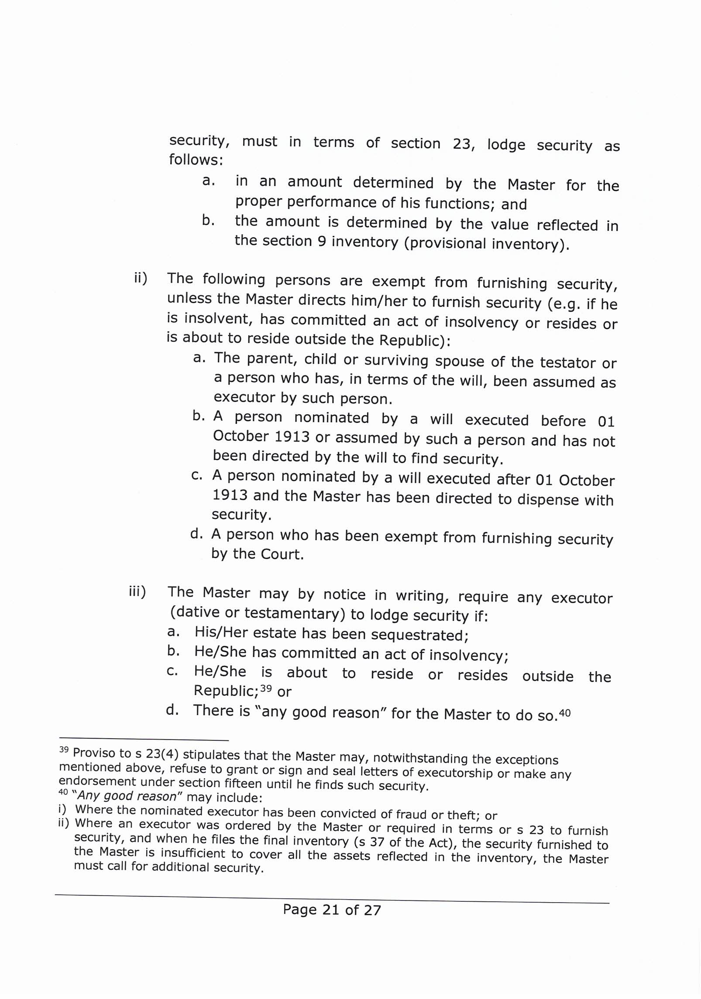 security, must in terms of section 23, lodge security as
follows:
a. in an amount determined by the Master for the
proper performance of his functions; and
b. the amount is determined by the value reflected in
the section 9 inventory (provisional inventory).
ii) The following persons are exempt from furnishing security,
unless the Master directs him/her to furnish security (e.g. if he
is insolvent, has committed an act of insolvency or resides or
is about to reside outside the Republic):
a. The parent, child or surviving spouse of the testator or
a person who has, in terms of the will, been assumed as
executor by such person.
b. A person nominated by a will executed before 01
October 1913 or assumed by such a person and has not
been directed by the will to find security.
c. A person nominated by a will executed after 01 October
1913 and the Master has been directed to dispense with
security.
d. A person who has been exempt from furnishing security
by the Court.
iii) The Master may by notice in writing, require any executor
(dative or testamentary) to lodge security if:
a. His/Her estate has been sequestrated;
b. He/She has committed an act of insolvency;
c. He/She is about to reside or resides outside the
Republic;³⁹ or
d. There is "any good reason" for the Master to do so.⁴⁰
³⁹ Proviso to s 23(4) stipulates that the Master may, notwithstanding the exceptions
mentioned above, refuse to grant or sign and seal letters of executorship or make any
endorsement under section fifteen until he finds such security.
⁴⁰ "Any good reason" may include:
i) Where the nominated executor has been convicted of fraud or theft; or
ii) Where an executor was ordered by the Master or required in terms or s 23 to furnish
security, and when he files the final inventory (s 37 of the Act), the security furnished to
the Master is insufficient to cover all the assets reflected in the inventory, the Master
must call for additional security.
Page 21 of 27